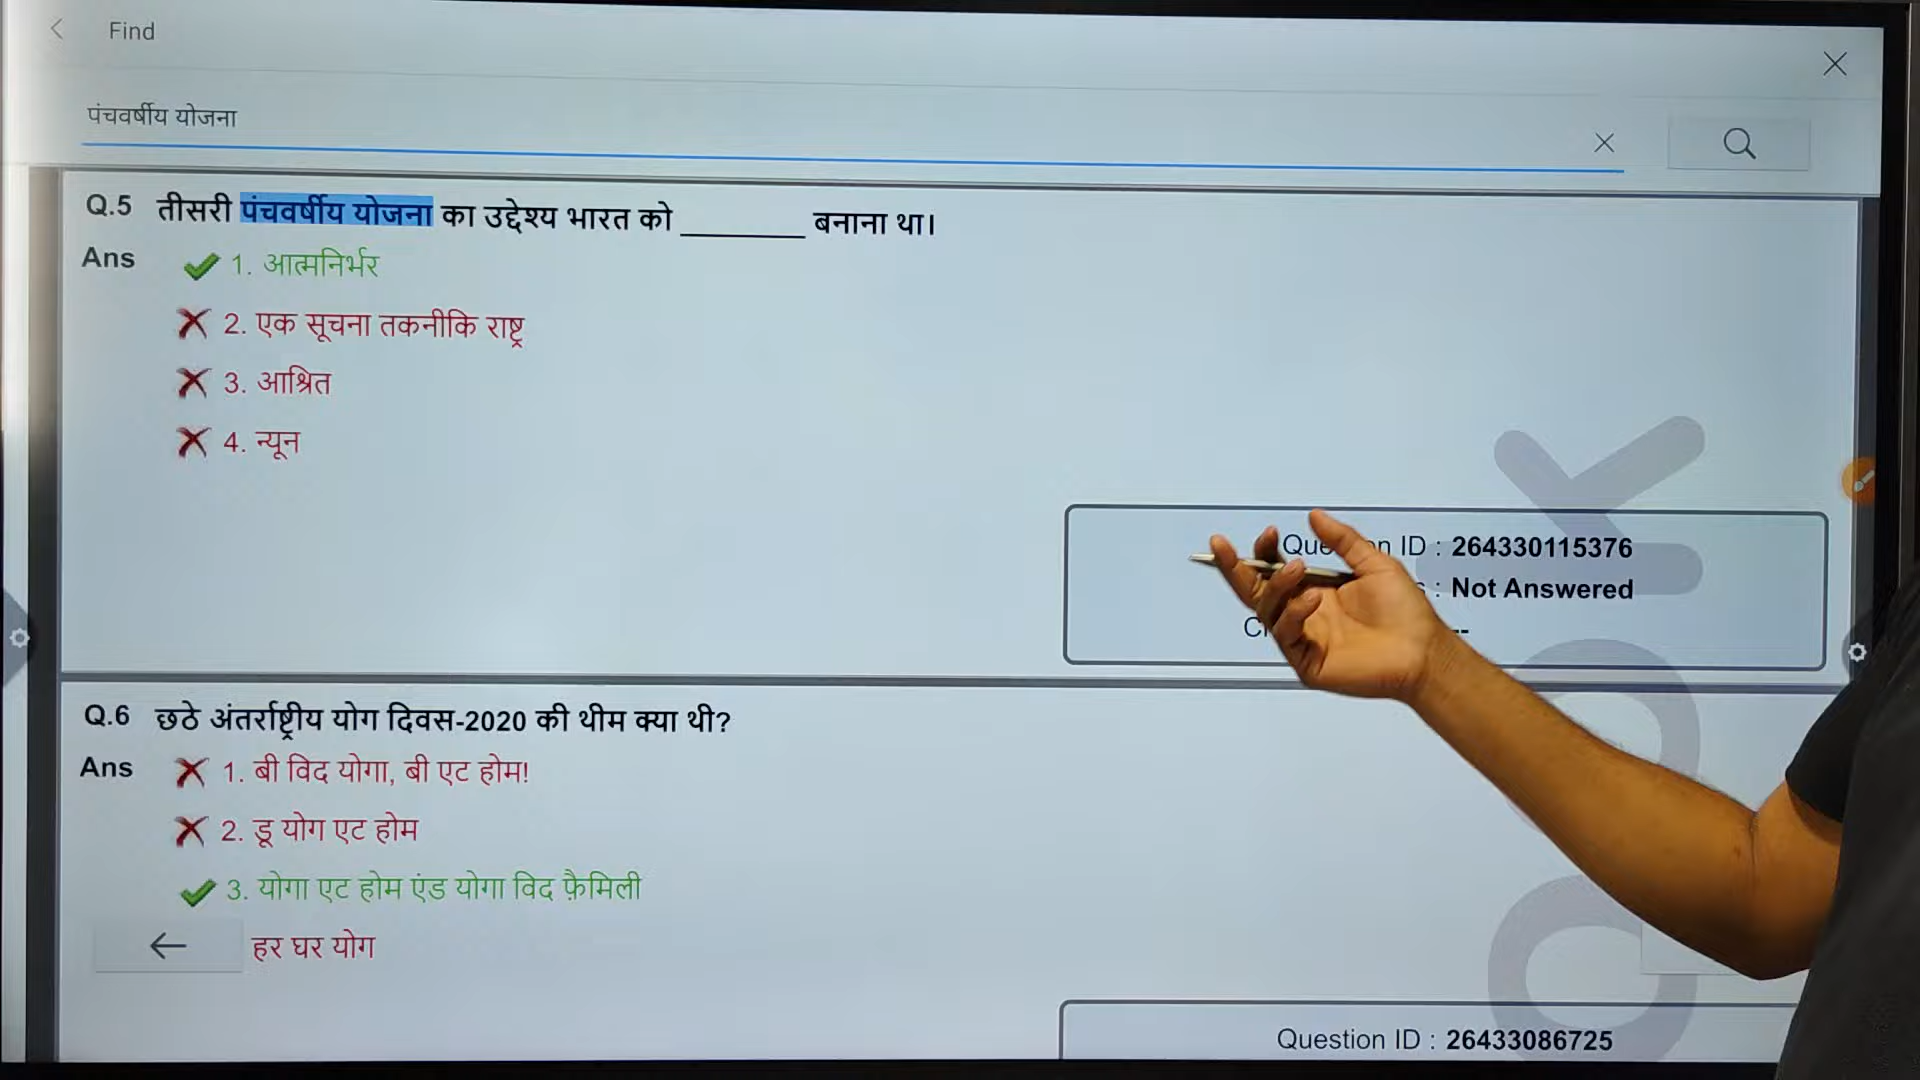 Find
पंचवर्षीय योजना
Q.5 तीसरी पंचवर्षीय योजना का उद्देश्य भारत को ________ बनाना था।
Ans 1. आत्मनिर्भर
2. एक सूचना तकनीकि राष्ट्र
3. आश्रित
4. न्यून
ID : 264330115376
: Not Answered
--
Q.6 छठे अंतर्राष्ट्रीय योग दिवस-2020 की थीम क्या थी?
Ans 1. बी विद योगा, बी एट होम!
2. डू योग एट होम
3. योगा एट होम एंड योगा विद फ़ैमिली
हर घर योग
Question ID : 26433086725